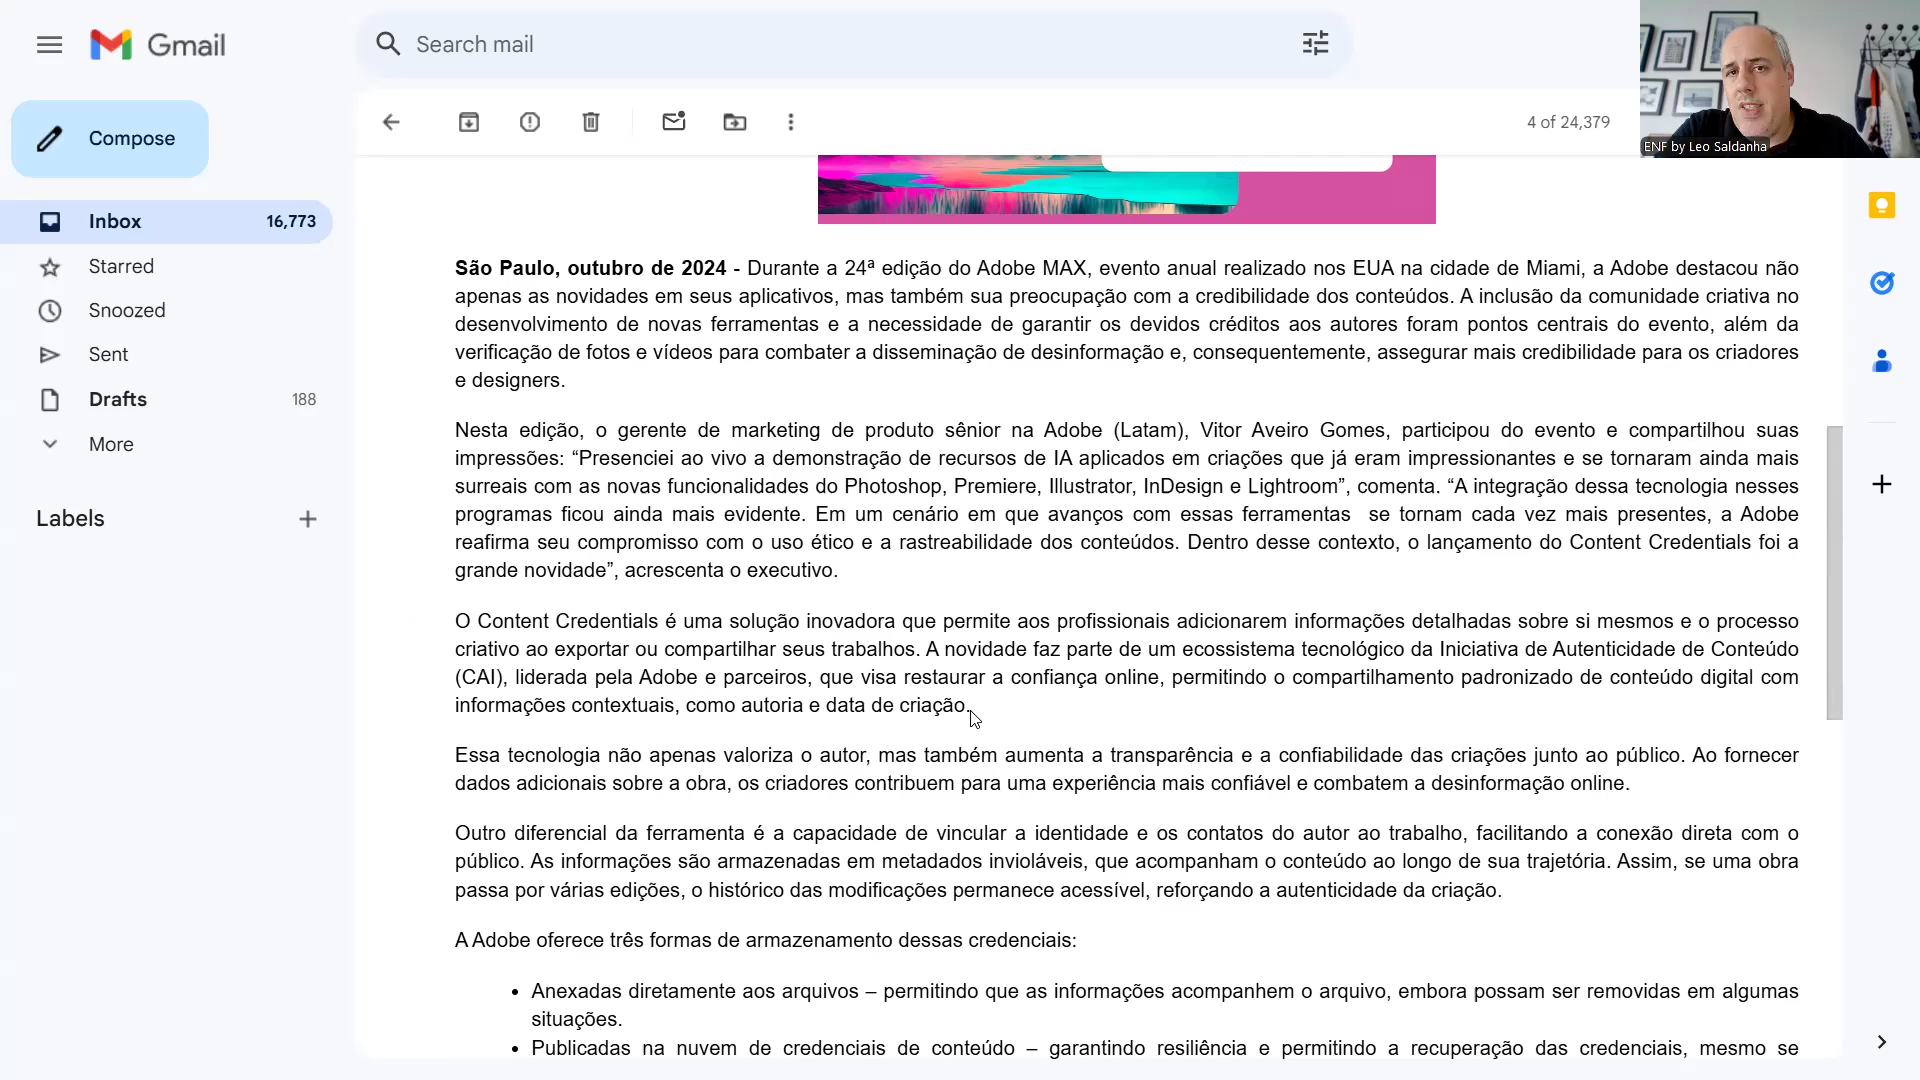 Gmail
Search mail
4 of 24,379
ENF by Leo Saldanha
Compose
Inbox 16,773
Starred
Snoozed
Sent
Drafts 188
More
Labels
São Paulo, outubro de 2024 - Durante a 24ª edição do Adobe MAX, evento anual realizado nos EUA na cidade de Miami, a Adobe destacou não
apenas as novidades em seus aplicativos, mas também sua preocupação com a credibilidade dos conteúdos. A inclusão da comunidade criativa no
desenvolvimento de novas ferramentas e a necessidade de garantir os devidos créditos aos autores foram pontos centrais do evento, além da
verificação de fotos e vídeos para combater a disseminação de desinformação e, consequentemente, assegurar mais credibilidade para os criadores
e designers.
Nesta edição, o gerente de marketing de produto sênior na Adobe (Latam), Vitor Aveiro Gomes, participou do evento e compartilhou suas
impressões: “Presenciei ao vivo a demonstração de recursos de IA aplicados em criações que já eram impressionantes e se tornaram ainda mais
surreais com as novas funcionalidades do Photoshop, Premiere, Illustrator, InDesign e Lightroom”, comenta. “A integração dessa tecnologia nesses
programas ficou ainda mais evidente. Em um cenário em que avanços com essas ferramentas se tornam cada vez mais presentes, a Adobe
reafirma seu compromisso com o uso ético e a rastreabilidade dos conteúdos. Dentro desse contexto, o lançamento do Content Credentials foi a
grande novidade”, acrescenta o executivo.
O Content Credentials é uma solução inovadora que permite aos profissionais adicionarem informações detalhadas sobre si mesmos e o processo
criativo ao exportar ou compartilhar seus trabalhos. A novidade faz parte de um ecossistema tecnológico da Iniciativa de Autenticidade de Conteúdo
(CAI), liderada pela Adobe e parceiros, que visa restaurar a confiança online, permitindo o compartilhamento padronizado de conteúdo digital com
informações contextuais, como autoria e data de criação.
Essa tecnologia não apenas valoriza o autor, mas também aumenta a transparência e a confiabilidade das criações junto ao público. Ao fornecer
dados adicionais sobre a obra, os criadores contribuem para uma experiência mais confiável e combatem a desinformação online.
Outro diferencial da ferramenta é a capacidade de vincular a identidade e os contatos do autor ao trabalho, facilitando a conexão direta com o
público. As informações são armazenadas em metadados invioláveis, que acompanham o conteúdo ao longo de sua trajetória. Assim, se uma obra
passa por várias edições, o histórico das modificações permanece acessível, reforçando a autenticidade da criação.
A Adobe oferece três formas de armazenamento dessas credenciais:
• Anexadas diretamente aos arquivos – permitindo que as informações acompanhem o arquivo, embora possam ser removidas em algumas
situações.
• Publicadas na nuvem de credenciais de conteúdo – garantindo resiliência e permitindo a recuperação das credenciais, mesmo se